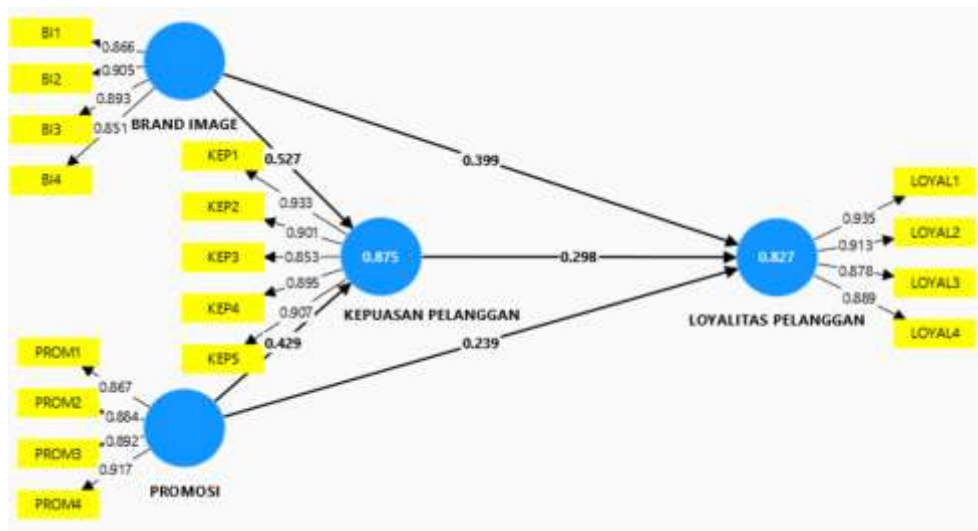 BI1
0.866
BI2
0.905
0.893
BI3
0.851
BRAND IMAGE
BI4
KEP1
0.527
0.399
0.933
KEP2
0.901
KEP3
0.853
0.895
KEP4
0.907
KEP5
0.429
0.875
KEPUASAN PELANGGAN
0.298
0.239
0.827
LOYALITAS PELANGGAN
LOYAL1
0.935
LOYAL2
0.913
0.878
LOYAL3
0.889
LOYAL4
PROM1
0.867
PROM2
0.884
0.892
PROM3
0.917
PROM4
PROMOSI